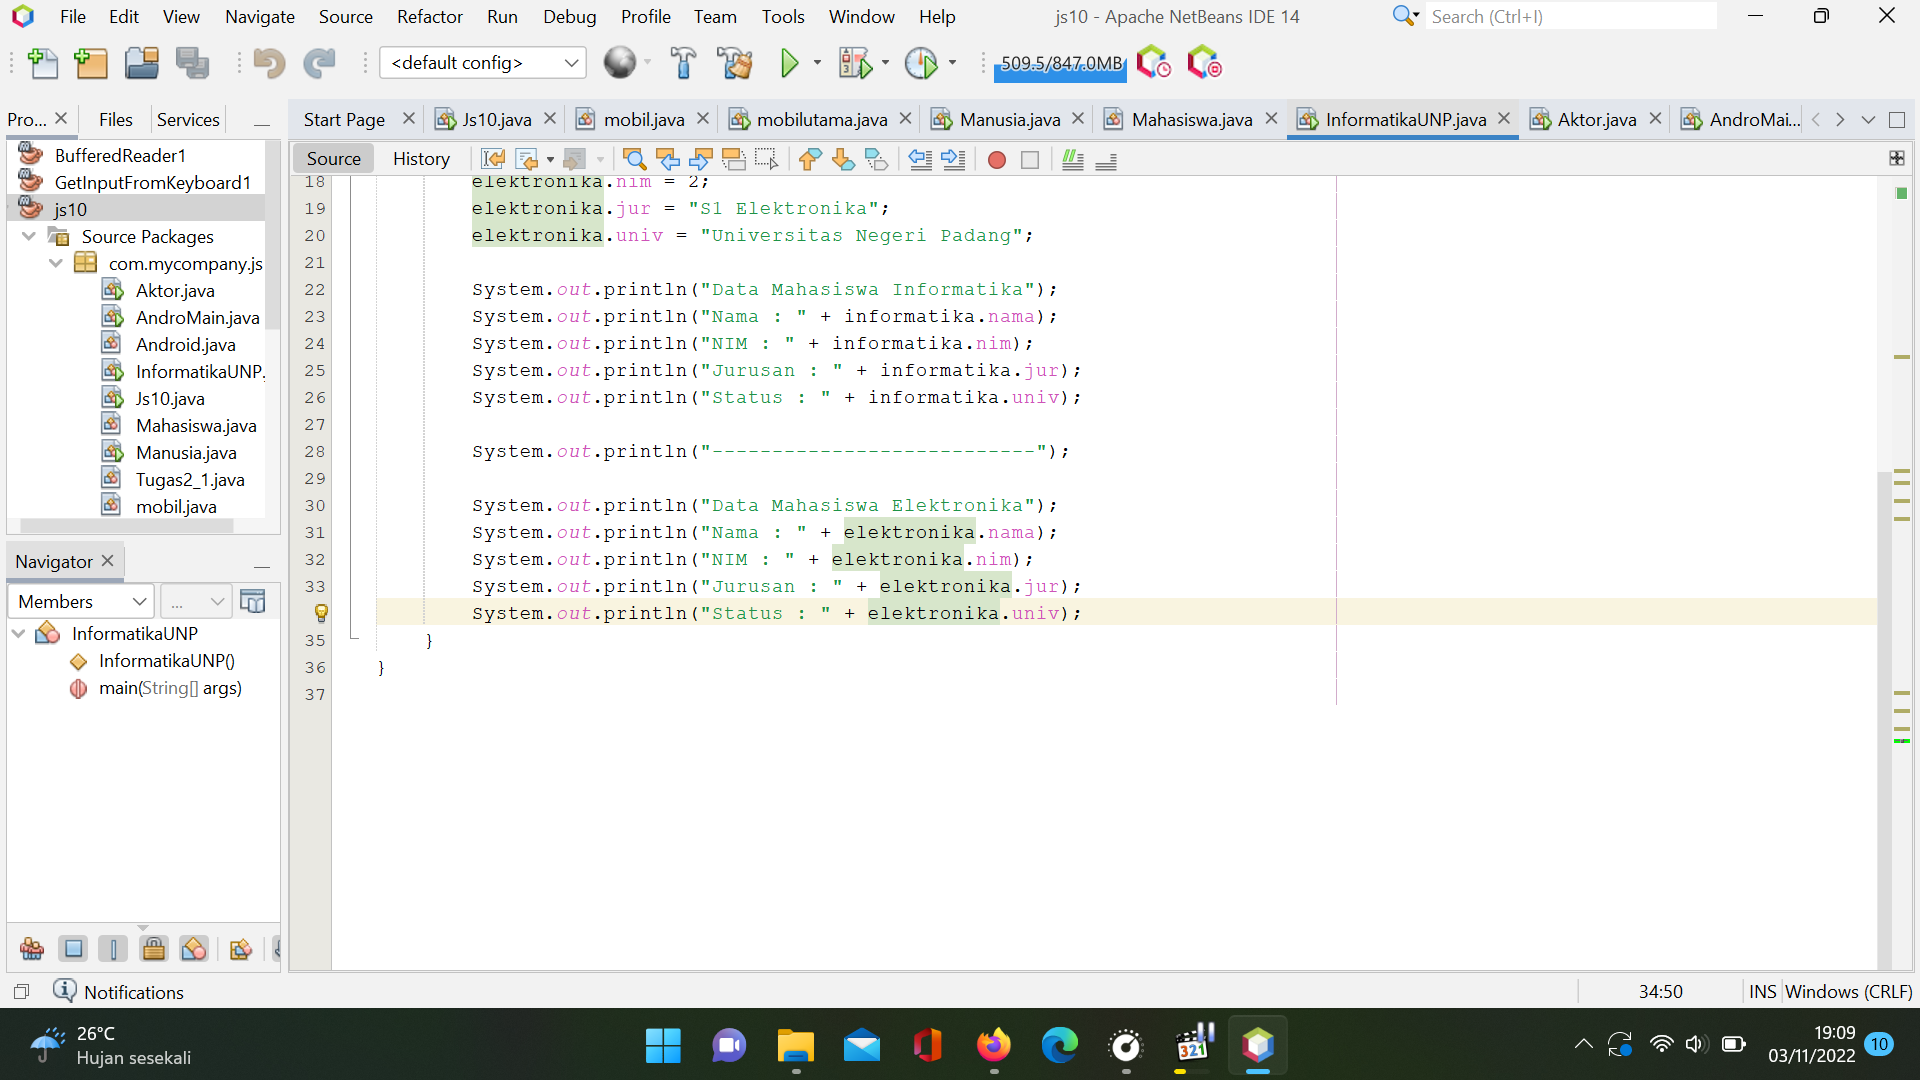 File Edit View Navigate Source Refactor Run Debug Profile Team Tools Window Help js10 - Apache NetBeans IDE 14 Search (Ctrl+I)
<default config> 509.5/847.0MB
Pro... Files Services
Start Page Js10.java mobil.java mobilutama.java Manusia.java Mahasiswa.java InformatikaUNP.java Aktor.java AndroMai...
Source History
BufferedReader1
GetInputFromKeyboard1
js10
Source Packages
com.mycompany.js
Aktor.java
AndroMain.java
Android.java
InformatikaUNP.
Js10.java
Mahasiswa.java
Manusia.java
Tugas2_1.java
mobil.java
Navigator
Members ...
InformatikaUNP
InformatikaUNP()
main(String[] args)
18 elektronika.nim = 2;
19 elektronika.jur = "S1 Elektronika";
20 elektronika.univ = "Universitas Negeri Padang";
21
22 System.out.println("Data Mahasiswa Informatika");
23 System.out.println("Nama : " + informatika.nama);
24 System.out.println("NIM : " + informatika.nim);
25 System.out.println("Jurusan : " + informatika.jur);
26 System.out.println("Status : " + informatika.univ);
27
28 System.out.println("---------------------------");
29
30 System.out.println("Data Mahasiswa Elektronika");
31 System.out.println("Nama : " + elektronika.nama);
32 System.out.println("NIM : " + elektronika.nim);
33 System.out.println("Jurusan : " + elektronika.jur);
System.out.println("Status : " + elektronika.univ);
35 }
36 }
37
Notifications 34:50 INS Windows (CRLF)
26°C
Hujan sesekali
321
19:09
03/11/2022
10